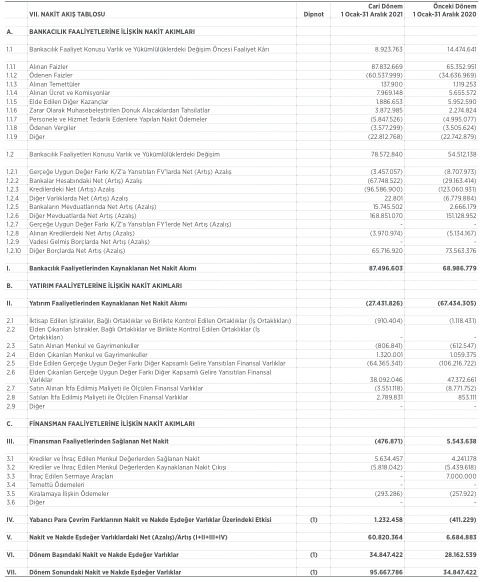 Cari Dönem Önceki Dönem
VII. NAKİT AKIŞ TABLOSU Dipnot 1 Ocak-31 Aralık 2021 1 Ocak-31 Aralık 2020
A. BANKACILIK FAALİYETLERİNE İLİŞKİN NAKİT AKIMLARI
1.1 Bankacılık Faaliyet Konusu Varlık ve Yükümlülüklerdeki Değişim Öncesi Faaliyet Kârı 8.923.763 14.474.641
1.1.1 Alınan Faizler 87.832.669 65.352.951
1.1.2 Ödenen Faizler (60.537.999) (34.636.969)
1.1.3 Alınan Temettüler 137.900 1.119.253
1.1.4 Alınan Ücret ve Komisyonlar 7.969.148 5.655.572
1.1.5 Elde Edilen Diğer Kazançlar 1.886.653 5.952.590
1.1.6 Zarar Olarak Muhasebeleştirilen Donuk Alacaklardan Tahsilatlar 3.872.985 2.274.824
1.1.7 Personele ve Hizmet Tedarik Edenlere Yapılan Nakit Ödemeler (5.847.526) (4.995.077)
1.1.8 Ödenen Vergiler (3.577.299) (3.505.624)
1.1.9 Diğer (22.812.768) (22.742.879)
1.2 Bankacılık Faaliyetleri Konusu Varlık ve Yükümlülüklerdeki Değişim 78.572.840 54.512.138
1.2.1 Gerçeğe Uygun Değer Farkı K/Z'a Yansıtılan FV'larda Net (Artış) Azalış (3.457.057) (8.707.973)
1.2.2 Bankalar Hesabındaki Net (Artış) Azalış (67.748.522) (29.163.414)
1.2.3 Kredilerdeki Net (Artış) Azalış (96.586.900) (123.060.931)
1.2.4 Diğer Varlıklarda Net (Artış) Azalış 22.801 (6.779.884)
1.2.5 Bankaların Mevduatlarında Net Artış (Azalış) 15.745.502 2.666.179
1.2.6 Diğer Mevduatlarda Net Artış (Azalış) 168.851.070 151.128.952
1.2.7 Gerçeğe Uygun Değer Farkı K/Z'a Yansıtılan FY'lerde Net Artış (Azalış) - -
1.2.8 Alınan Kredilerdeki Net Artış (Azalış) (3.970.974) (5.134.167)
1.2.9 Vadesi Gelmiş Borçlarda Net Artış (Azalış) - -
1.2.10 Diğer Borçlarda Net Artış (Azalış) 65.716.920 73.563.376
I. Bankacılık Faaliyetlerinden Kaynaklanan Net Nakit Akımı 87.496.603 68.986.779
B. YATIRIM FAALİYETLERİNE İLİŞKİN NAKİT AKIMLARI
II. Yatırım Faaliyetlerinden Kaynaklanan Net Nakit Akımı (27.431.826) (67.434.305)
2.1 İktisap Edilen İştirakler, Bağlı Ortaklıklar ve Birlikte Kontrol Edilen Ortaklıklar (İş Ortaklıkları) (910.404) (1.118.431)
2.2 Elden Çıkarılan İştirakler, Bağlı Ortaklıklar ve Birlikte Kontrol Edilen Ortaklıklar (İş
Ortaklıkları) - -
2.3 Satın Alınan Menkul ve Gayrimenkuller (806.841) (612.547)
2.4 Elden Çıkarılan Menkul ve Gayrimenkuller 1.320.001 1.059.375
2.5 Elde Edilen Gerçeğe Uygun Değer Farkı Diğer Kapsamlı Gelire Yansıtılan Finansal Varlıklar (64.365.341) (106.216.722)
2.6 Elden Çıkarılan Gerçeğe Uygun Değer Farkı Diğer Kapsamlı Gelire Yansıtılan Finansal
Varlıklar 38.092.046 47.372.661
2.7 Satın Alınan İtfa Edilmiş Maliyeti ile Ölçülen Finansal Varlıklar (3.551.118) (8.771.752)
2.8 Satılan İtfa Edilmiş Maliyeti ile Ölçülen Finansal Varlıklar 2.789.831 853.111
2.9 Diğer - -
C. FİNANSMAN FAALİYETLERİNE İLİŞKİN NAKİT AKIMLARI
III. Finansman Faaliyetlerinden Sağlanan Net Nakit (476.871) 5.543.638
3.1 Krediler ve İhraç Edilen Menkul Değerlerden Sağlanan Nakit 5.634.457 4.241.178
3.2 Krediler ve İhraç Edilen Menkul Değerlerden Kaynaklanan Nakit Çıkışı (5.818.042) (5.439.618)
3.3 İhraç Edilen Sermaye Araçları - 7.000.000
3.4 Temettü Ödemeleri - -
3.5 Kiralamaya İlişkin Ödemeler (293.286) (257.922)
3.6 Diğer - -
IV. Yabancı Para Çevrim Farklarının Nakit ve Nakde Eşdeğer Varlıklar Üzerindeki Etkisi (1) 1.232.458 (411.229)
V. Nakit ve Nakde Eşdeğer Varlıklardaki Net (Azalış)/Artış (I+II+III+IV) 60.820.364 6.684.883
VI. Dönem Başındaki Nakit ve Nakde Eşdeğer Varlıklar (1) 34.847.422 28.162.539
VII. Dönem Sonundaki Nakit ve Nakde Eşdeğer Varlıklar (1) 95.667.786 34.847.422